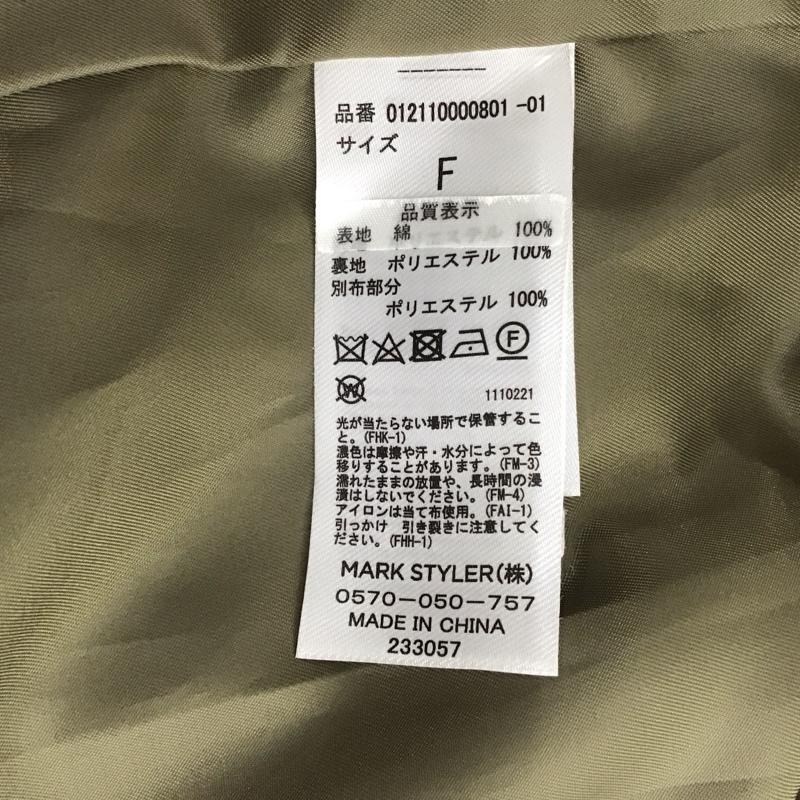 品番 012110000801 -01
サイズ
F
品質表示
表地 綿 100%
裏地 ポリエステル 100%
別布部分
ポリエステル 100%
F
W
1110221
光が当たらない場所で保管するこ
と。(FHK-1)
濃色は摩擦や汗・水分によって色
移りすることがあります。(FM-3)
濡れたままの放置や、長時間の浸
漬はしないでください。(FM-4)
アイロンは当て布使用。(FAI-1)
引っかけ 引き裂きに注意してく
ださい。(FHH-1)
MARK STYLER(株)
0570-050-757
MADE IN CHINA
233057